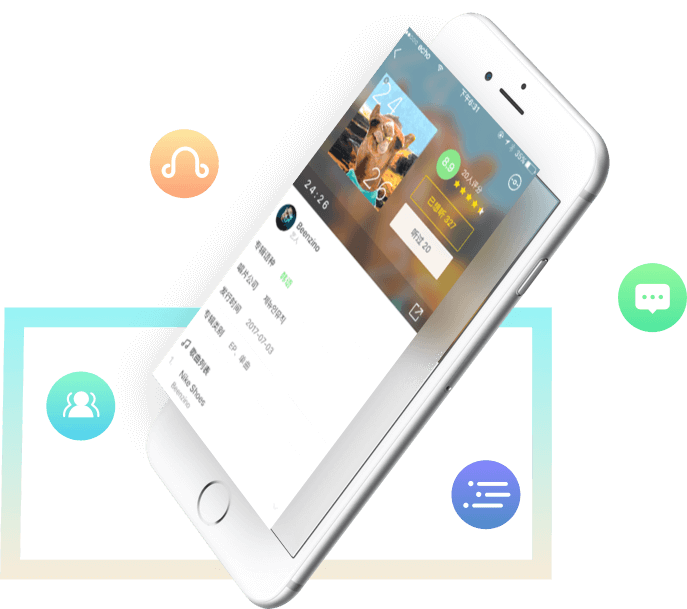 echo
下午6:31
35%
24
26
8.9
20人评分
已想听 327
听过 20
24:26
Beenzino
艺人
专辑语种 韩语
唱片公司
发行时间 2017-07-03
专辑类别 EP、单曲
歌曲列表
1 Nike Shoes
Beenzino